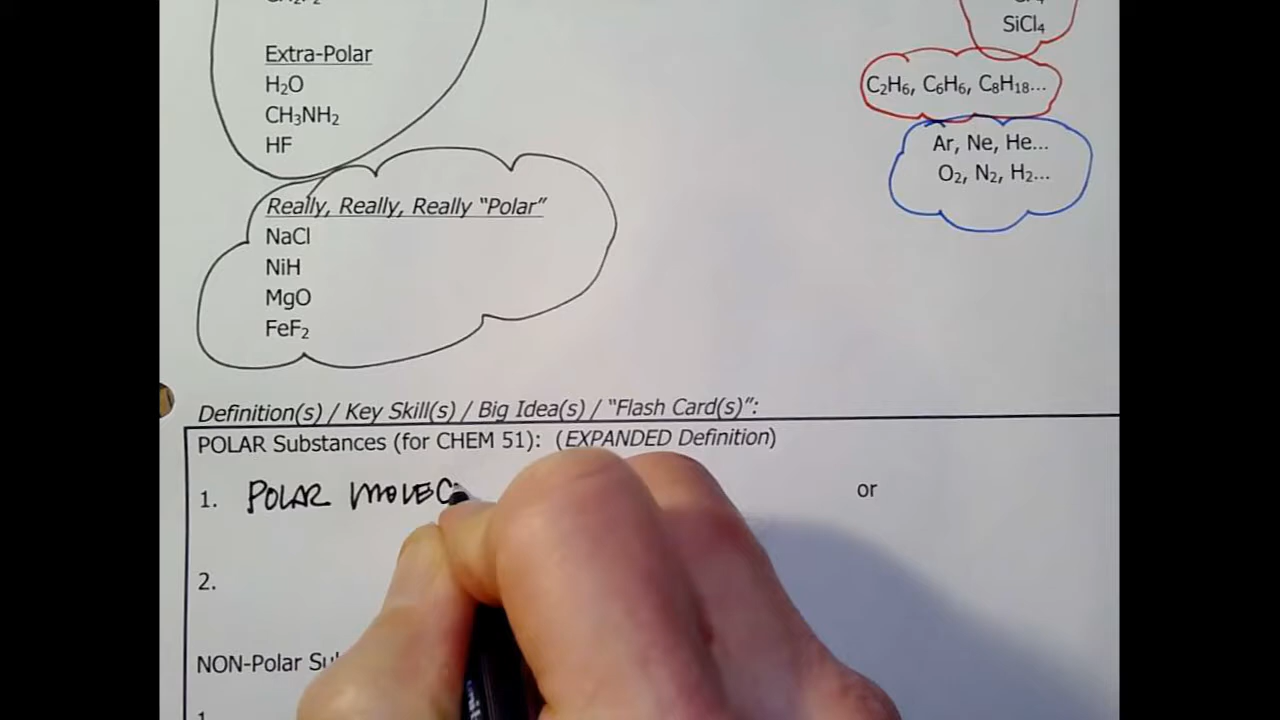 Extra-Polar
H₂O
CH₃NH₂
HF
Really, Really, Really “Polar”
NaCl
NiH
MgO
FeF₂
SiCl₄
C₂H₆, C₆H₆, C₈H₁₈...
Ar, Ne, He...
O₂, N₂, H₂...
Definition(s) / Key Skill(s) / Big Idea(s) / “Flash Card(s)”:
POLAR Substances (for CHEM 51): (EXPANDED Definition)
1. POLAR MOLEC or
2.
NON-Polar Su
1